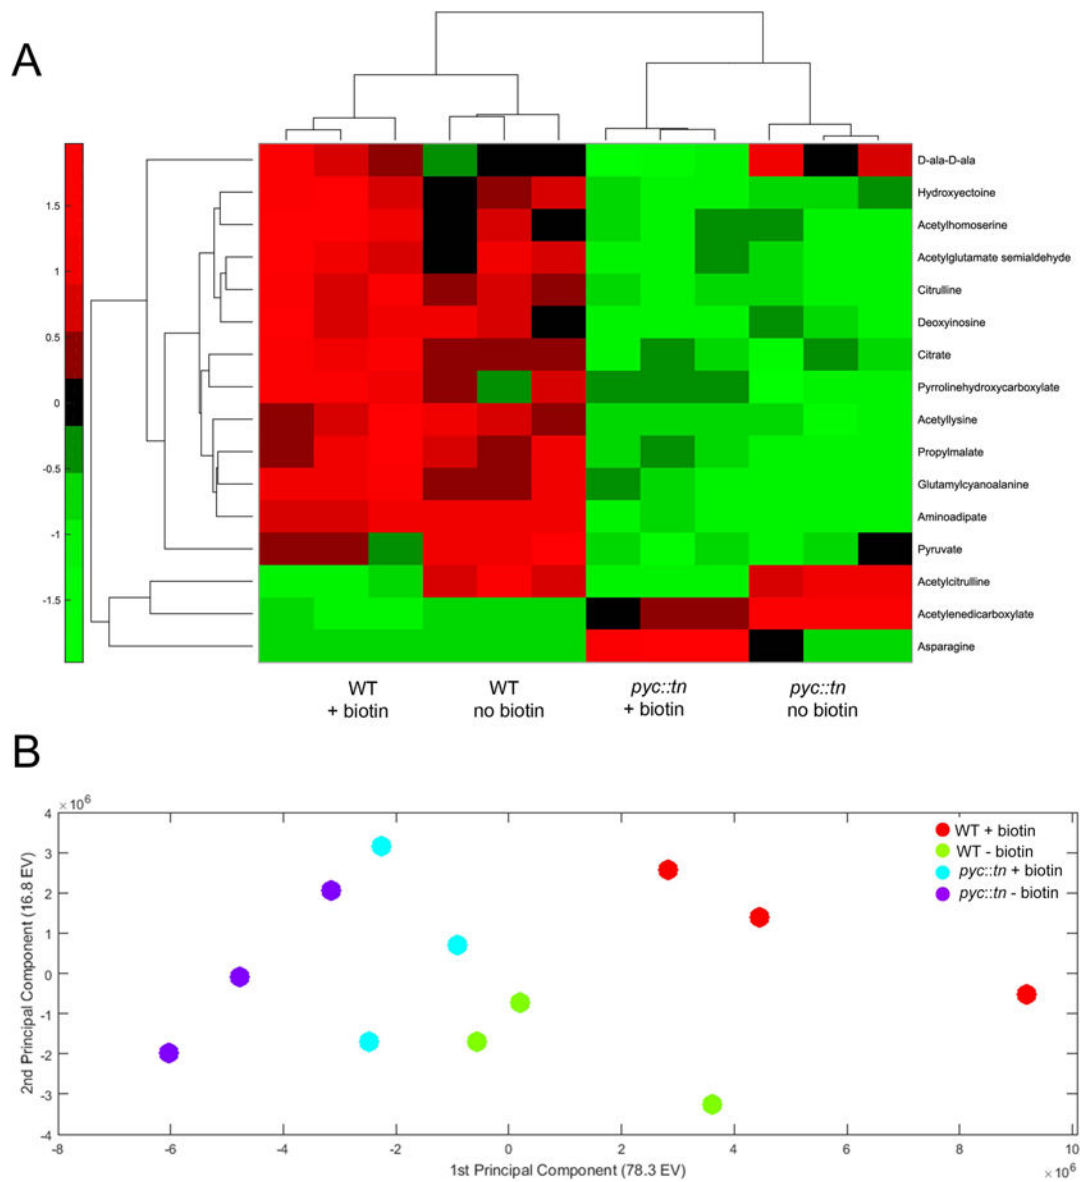 A
1.5
1
0.5
0
-0.5
-1
-1.5
D-ala-D-ala
Hydroxyectoine
Acetylhomoserine
Acetylglutamate semialdehyde
Citrulline
Deoxyinosine
Citrate
Pyrrolinehydroxycarboxylate
Acetyllysine
Propylmalate
Glutamylcyanoalanine
Aminoadipate
Pyruvate
Acetylcitrulline
Acetylenedicarboxylate
Asparagine
WT
+ biotin
WT
no biotin
pyc::tn
+ biotin
pyc::tn
no biotin
B
× 10⁶
4
3
2
1
0
-1
-2
-3
-4
2nd Principal Component (16.8 EV)
WT + biotin
WT - biotin
pyc::tn + biotin
pyc::tn - biotin
-8 -6 -4 -2 0 2 4 6 8 10
1st Principal Component (78.3 EV)
× 10⁶